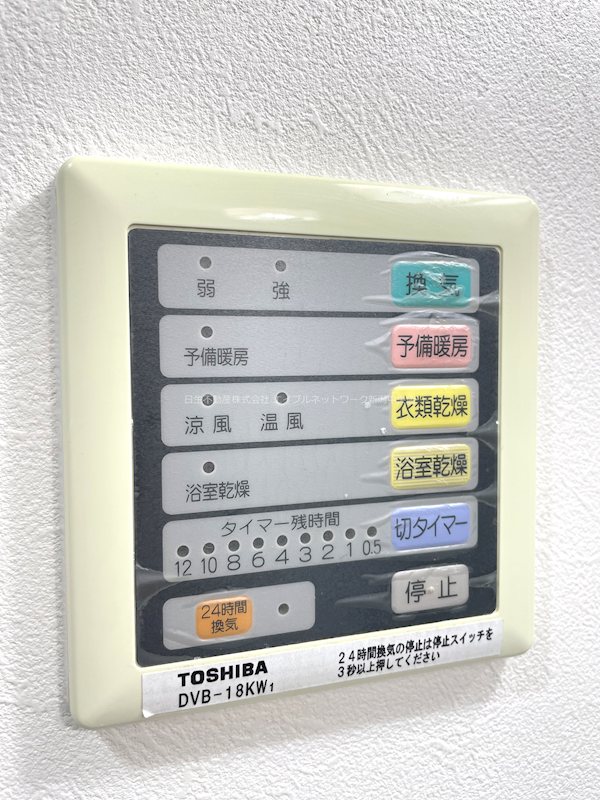 弱 強 換気
予備暖房 予備暖房
涼風 温風 衣類乾燥
浴室乾燥 浴室乾燥
タイマー残時間 切タイマー
12 10 8 6 4 3 2 1 0.5
24時間
換気
停止
TOSHIBA
DVB-18KW1
24時間換気の停止は停止スイッチを
3秒以上押してください